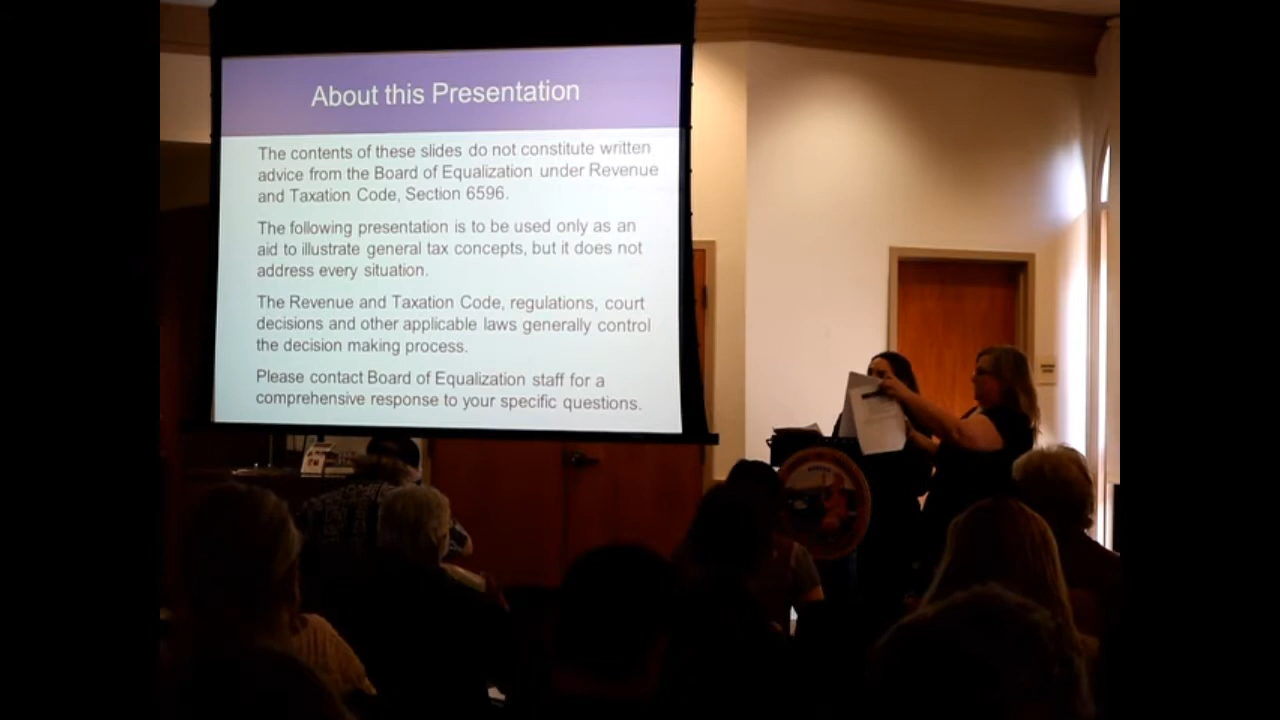 About this Presentation
The contents of these slides do not constitute written
advice from the Board of Equalization under Revenue
and Taxation Code, Section 6596.
The following presentation is to be used only as an
aid to illustrate general tax concepts, but it does not
address every situation.
The Revenue and Taxation Code, regulations, court
decisions and other applicable laws generally control
the decision making process.
Please contact Board of Equalization staff for a
comprehensive response to your specific questions.